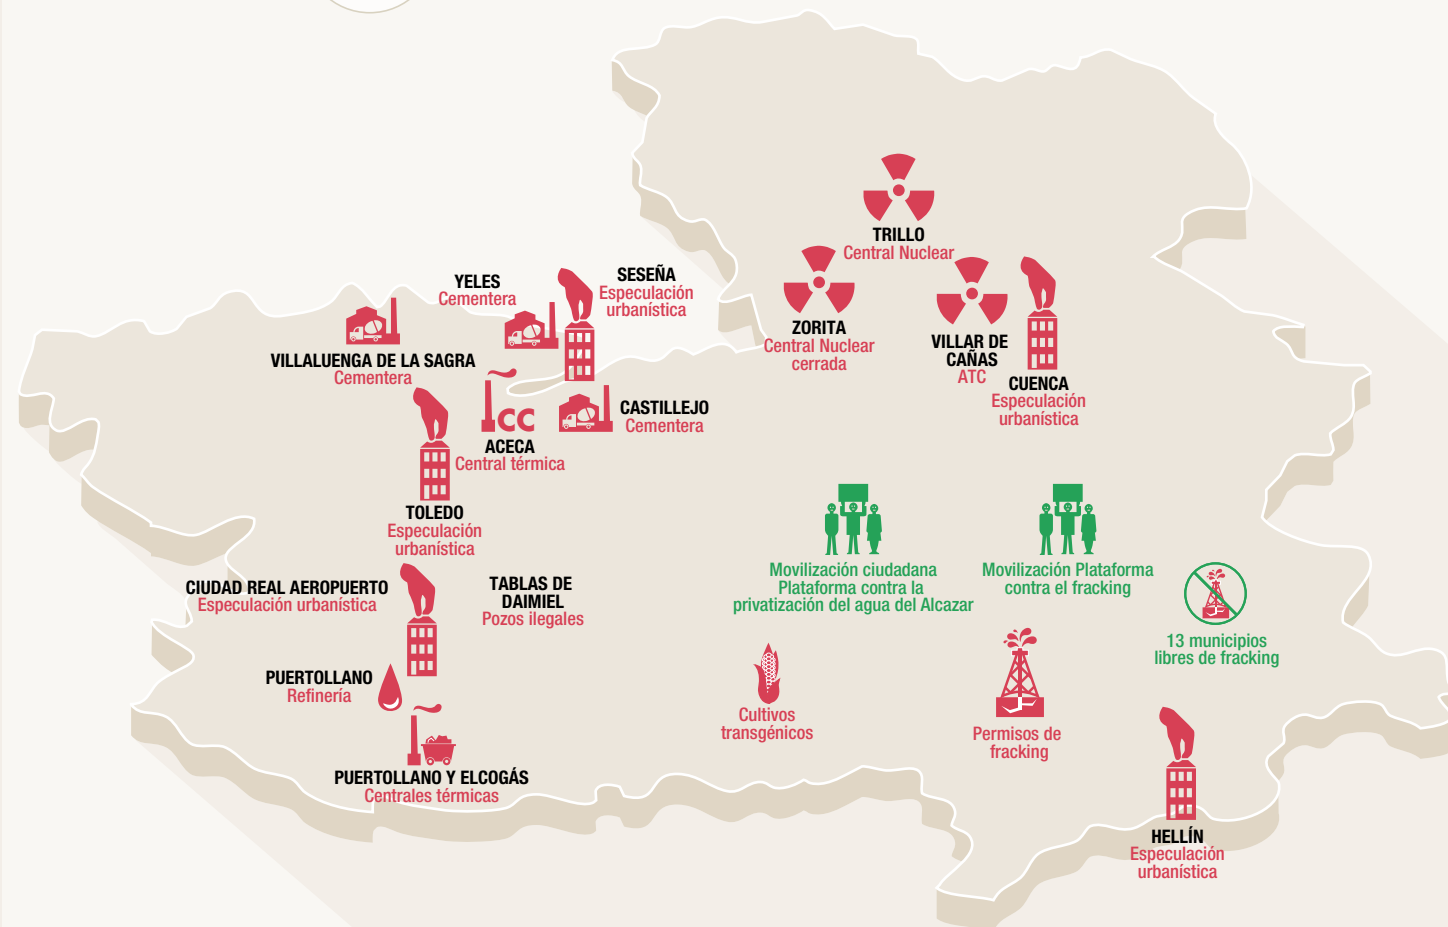 TRILLO
Central Nuclear
YELES
Cementera
SESEÑA
Especulación
urbanística
ZORITA
Central Nuclear
cerrada
VILLAR DE
CAÑAS
ATC
CUENCA
Especulación
urbanística
VILLALUENGA DE LA SAGRA
Cementera
CC
ACECA
Central térmica
CASTILLEJO
Cementera
TOLEDO
Especulación
urbanística
CIUDAD REAL AEROPUERTO
Especulación urbanística
TABLAS DE
DAIMIEL
Pozos ilegales
Movilización ciudadana
Plataforma contra la
privatización del agua del Alcazar
Movilización Plataforma
contra el fracking
13 municipios
libres de fracking
PUERTOLLANO
Refinería
Cultivos
transgénicos
Permisos de
fracking
PUERTOLLANO Y ELCOGÁS
Centrales térmicas
HELLÍN
Especulación
urbanística